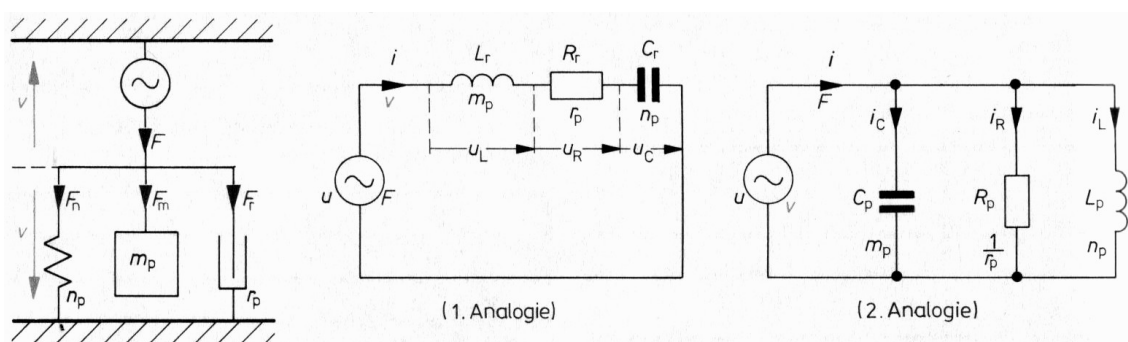 v
F
v
Fn
Fm
Fr
mp
np
rp
i
v
Lr
mp
Rr
rp
Cr
np
uL
uR
uC
u
F
(1. Analogie)
i
F
iC
iR
iL
u
v
Cp
mp
Rp
1/rp
Lp
np
(2. Analogie)